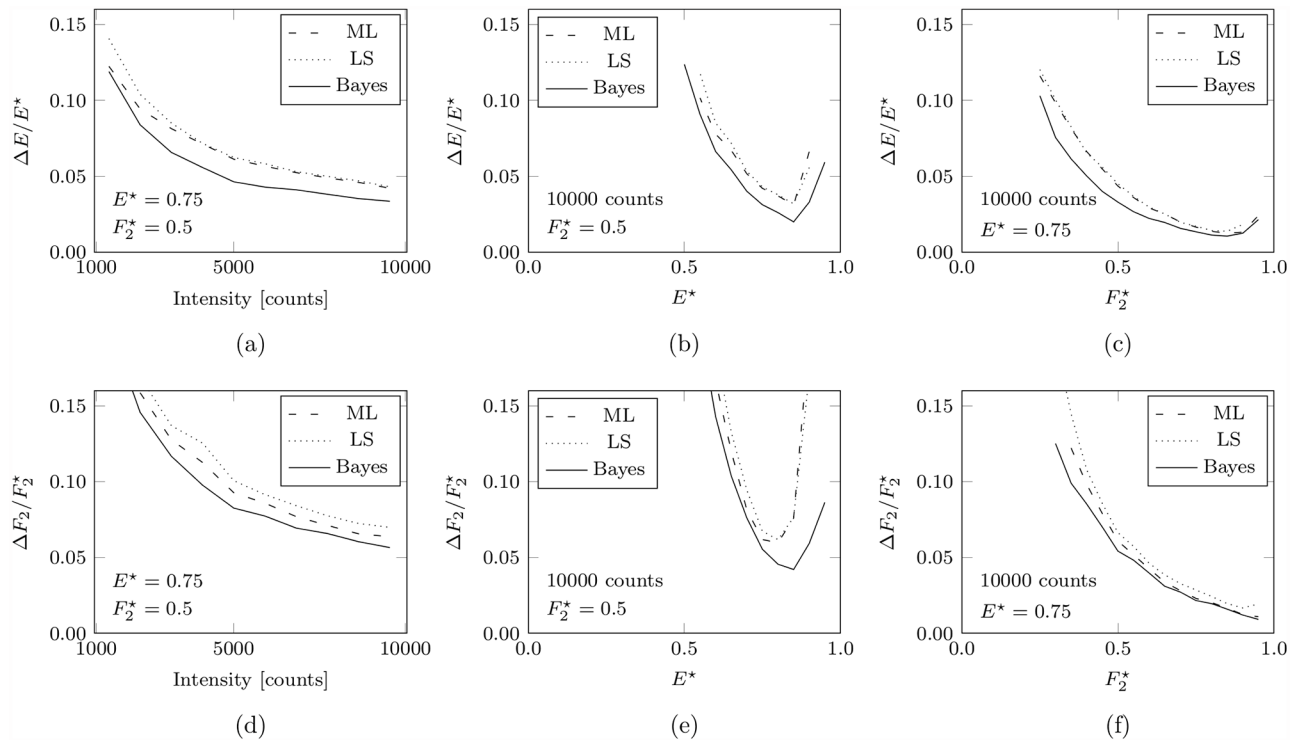 ML
LS
Bayes
0.15
0.10
0.05
0.00
ΔE/E⋆
E⋆ = 0.75
F₂⋆ = 0.5
1000 5000 10000
Intensity [counts]
(a)
ML
LS
Bayes
0.15
0.10
0.05
0.00
ΔE/E⋆
10000 counts
F₂⋆ = 0.5
0.0 0.5 1.0
E⋆
(b)
ML
LS
Bayes
0.15
0.10
0.05
0.00
ΔE/E⋆
10000 counts
E⋆ = 0.75
0.0 0.5 1.0
F₂⋆
(c)
ML
LS
Bayes
0.15
0.10
0.05
0.00
ΔF₂/F₂⋆
E⋆ = 0.75
F₂⋆ = 0.5
1000 5000 10000
Intensity [counts]
(d)
ML
LS
Bayes
0.15
0.10
0.05
0.00
ΔF₂/F₂⋆
10000 counts
F₂⋆ = 0.5
0.0 0.5 1.0
E⋆
(e)
ML
LS
Bayes
0.15
0.10
0.05
0.00
ΔF₂/F₂⋆
10000 counts
E⋆ = 0.75
0.0 0.5 1.0
F₂⋆
(f)